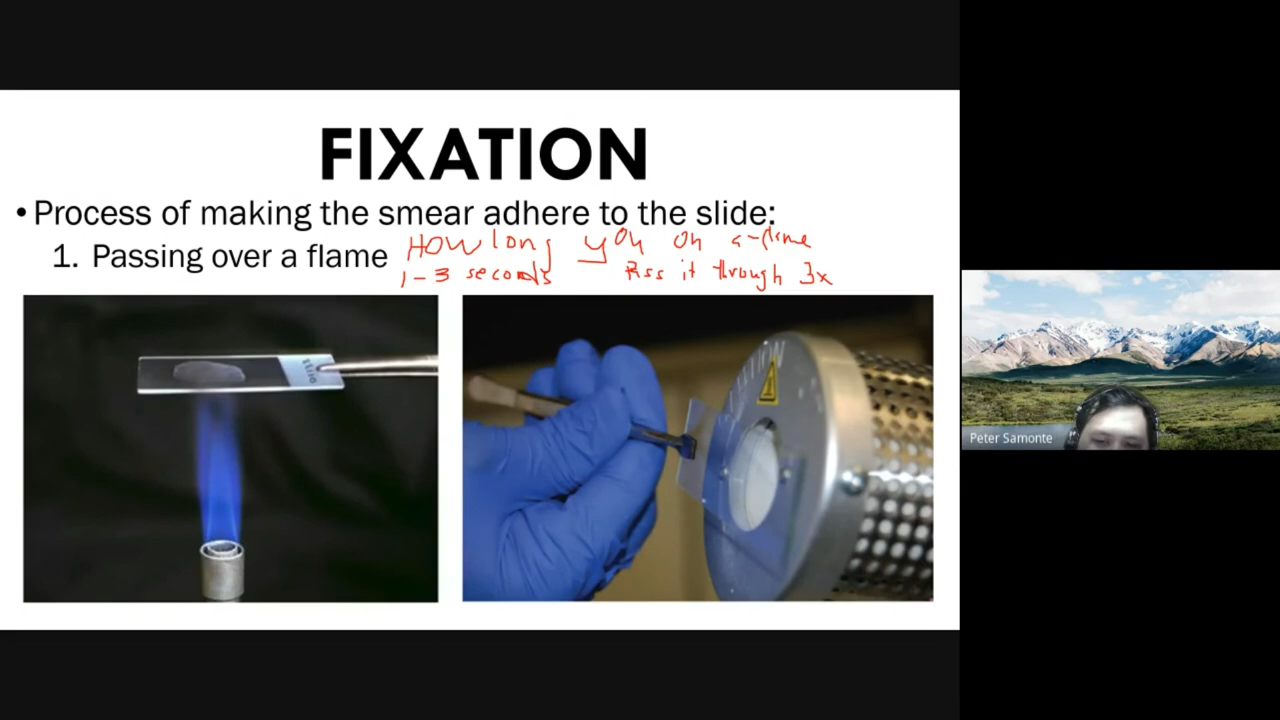 FIXATION
• Process of making the smear adhere to the slide:
1. Passing over a flame
How long you on a flame
1-3 seconds Pass it through 3x
Peter Samonte